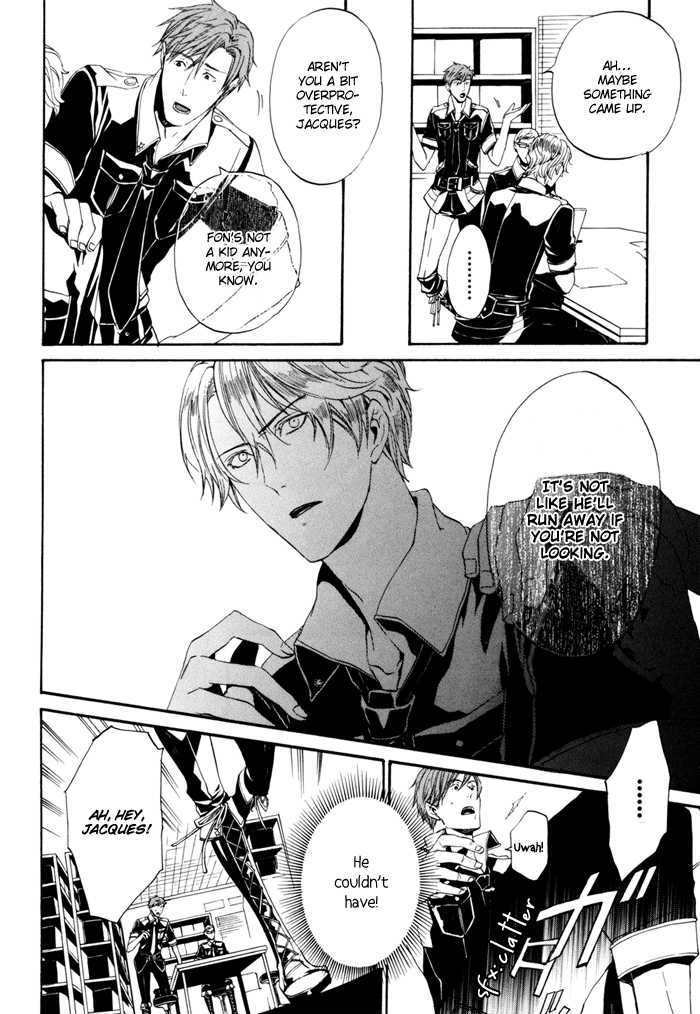 AH...
MAYBE
SOMETHING
CAME UP.
........
AREN'T
YOU A BIT
OVERPRO-
TECTIVE,
JACQUES?
FON'S NOT
A KID ANY-
MORE, YOU
KNOW.
IT'S NOT
LIKE HE'LL
RUN AWAY IF
YOU'RE NOT
LOOKING.
........
Uwah!
ガタッ
sfx:clatter
He
couldn't
have!
AH, HEY,
JACQUES!